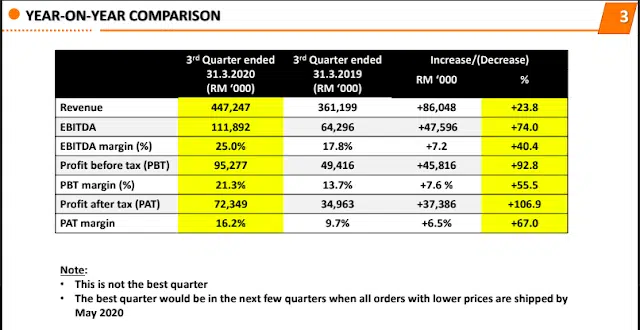 YEAR-ON-YEAR COMPARISON
3
3rd Quarter ended 31.3.2020 (RM ‘000) 3rd Quarter ended 31.3.2019 (RM ‘000) Increase/(Decrease)
RM ‘000 %
Revenue 447,247 361,199 +86,048 +23.8
EBITDA 111,892 64,296 +47,596 +74.0
EBITDA margin (%) 25.0% 17.8% +7.2 +40.4
Profit before tax (PBT) 95,277 49,416 +45,816 +92.8
PBT margin (%) 21.3% 13.7% +7.6 % +55.5
Profit after tax (PAT) 72,349 34,963 +37,386 +106.9
PAT margin 16.2% 9.7% +6.5% +67.0
Note:
• This is not the best quarter
• The best quarter would be in the next few quarters when all orders with lower prices are shipped by
May 2020